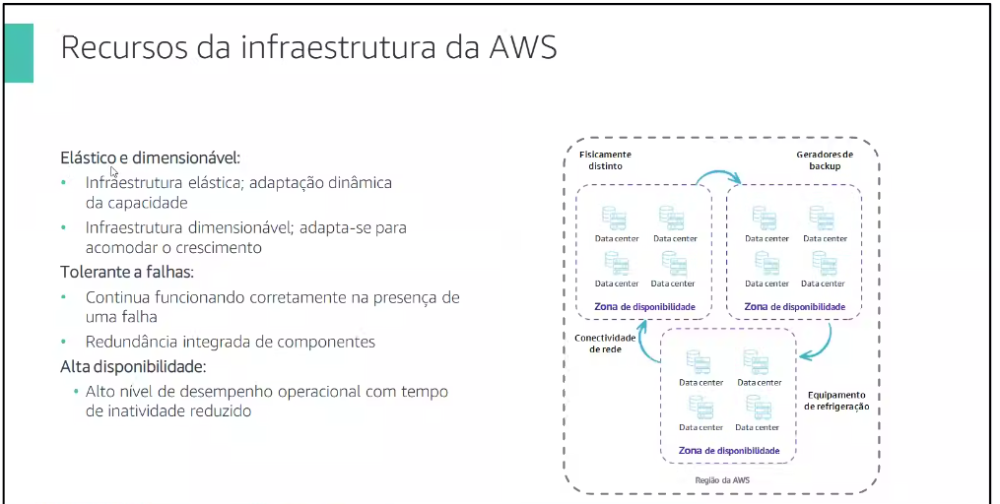 Recursos da infraestrutura da AWS
Elástico e dimensionável:
• Infraestrutura elástica; adaptação dinâmica
da capacidade
• Infraestrutura dimensionável; adapta-se para
acomodar o crescimento
Tolerante a falhas:
• Continua funcionando corretamente na presença de
uma falha
• Redundância integrada de componentes
Alta disponibilidade:
• Alto nível de desempenho operacional com tempo
de inatividade reduzido
Fisicamente
distinto
Geradores de
backup
Data center Data center
Data center Data center
Zona de disponibilidade
Data center Data center
Data center Data center
Zona de disponibilidade
Conectividade
de rede
Data center Data center
Data center Data center
Zona de disponibilidade
Equipamento
de refrigeração
Região da AWS